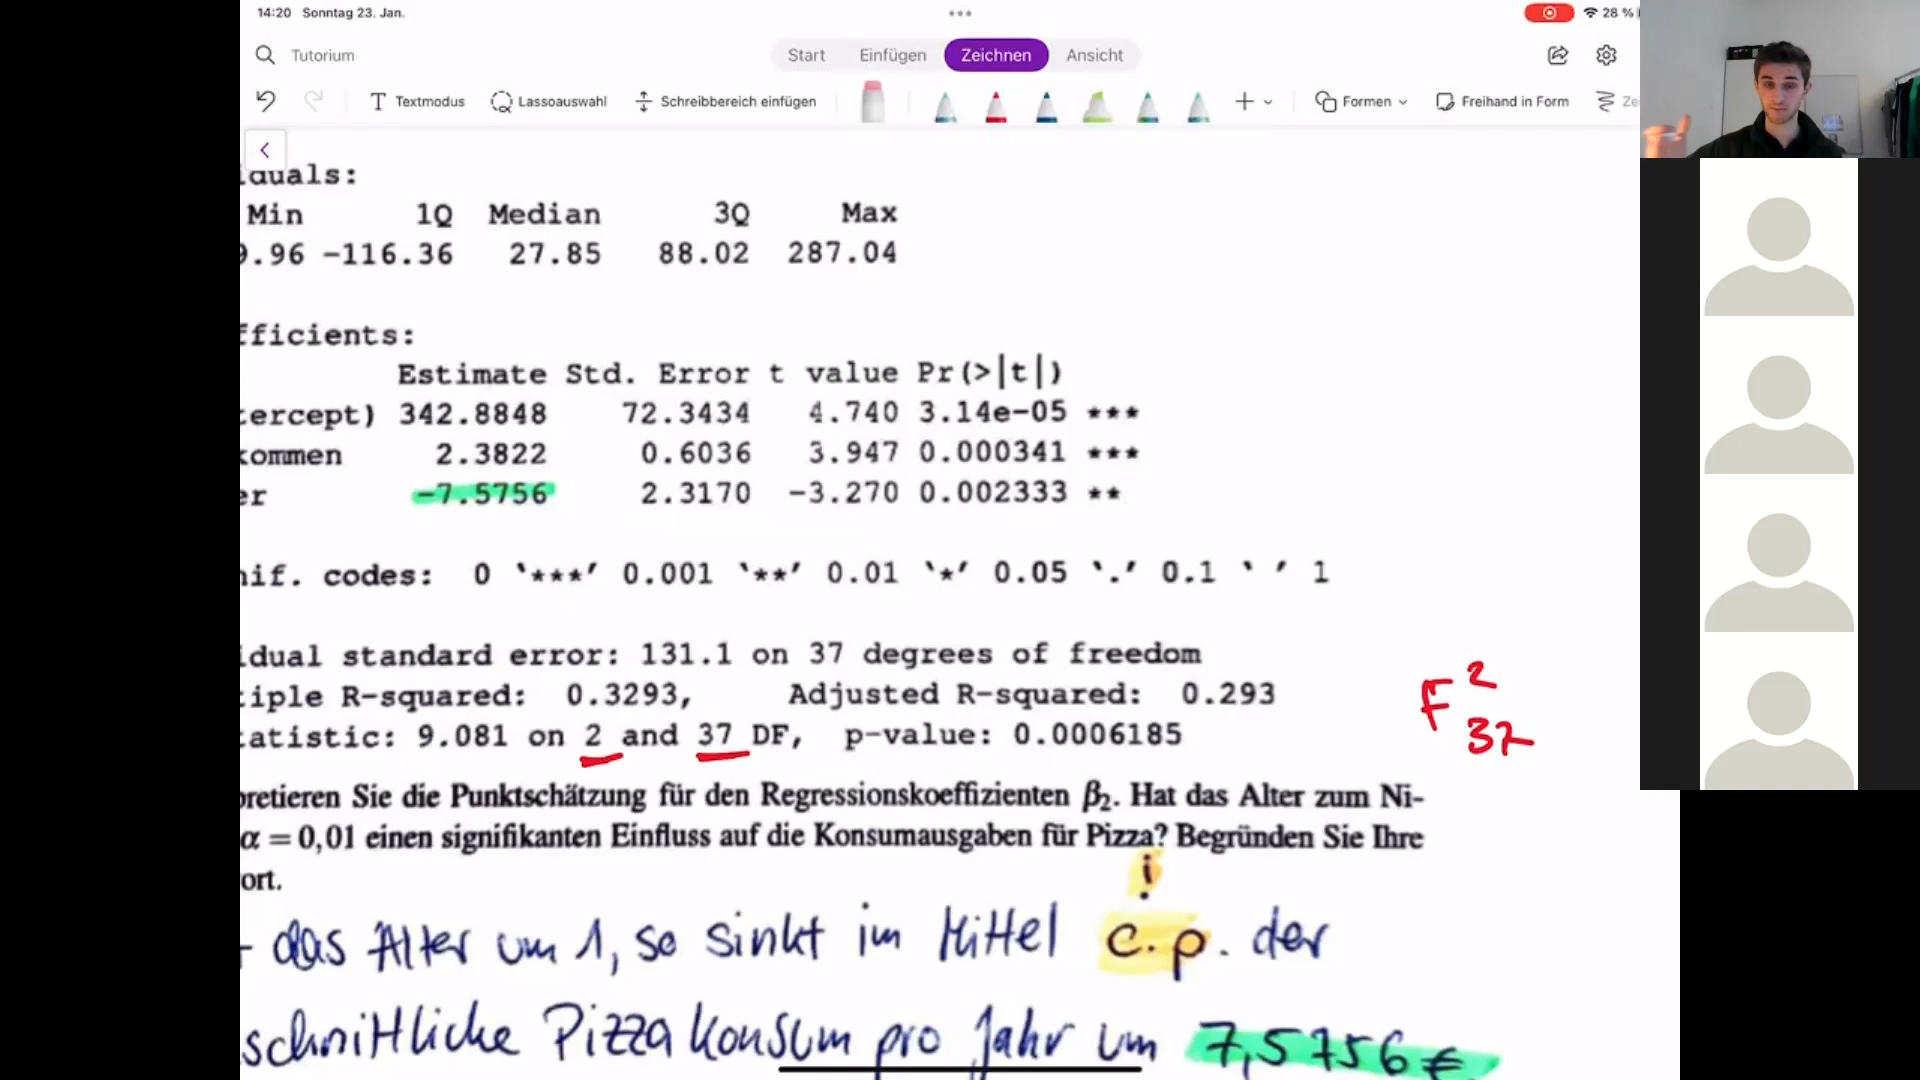 14:20 Sonntag 23. Jan.
28 %
Tutorium
Start Einfügen Zeichnen Ansicht
Textmodus Lassoauswahl Schreibbereich einfügen Formen Freihand in Form Ze
iduals:
Min 1Q Median 3Q Max
9.96 -116.36 27.85 88.02 287.04
fficients:
Estimate Std. Error t value Pr(>|t|)
tercept) 342.8848 72.3434 4.740 3.14e-05 ***
kommen 2.3822 0.6036 3.947 0.000341 ***
er -7.5756 2.3170 -3.270 0.002333 **
nif. codes: 0 ‘***’ 0.001 ‘**’ 0.01 ‘*’ 0.05 ‘.’ 0.1 ‘ ’ 1
idual standard error: 131.1 on 37 degrees of freedom
tiple R-squared: 0.3293, Adjusted R-squared: 0.293
tatistic: 9.081 on 2 and 37 DF, p-value: 0.0006185
F 2 37
pretieren Sie die Punktschätzung für den Regressionskoeffizienten β₂. Hat das Alter zum Ni-
α = 0,01 einen signifikanten Einfluss auf die Konsumausgaben für Pizza? Begründen Sie Ihre
ort.
!
das Alter um 1, so sinkt im Mittel c.p. der
schnittliche Pizzakonsum pro Jahr um 7,5756€